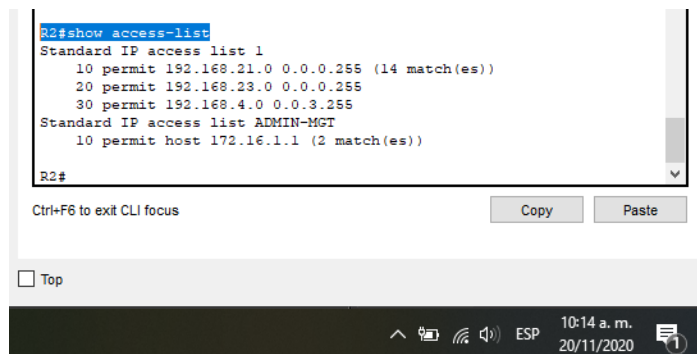 R2#show access-list
Standard IP access list 1
10 permit 192.168.21.0 0.0.0.255 (14 match(es))
20 permit 192.168.23.0 0.0.0.255
30 permit 192.168.4.0 0.0.3.255
Standard IP access list ADMIN-MGT
10 permit host 172.16.1.1 (2 match(es))
R2#
Ctrl+F6 to exit CLI focus
Copy
Paste
Top
ESP
10:14 a. m.
20/11/2020
1